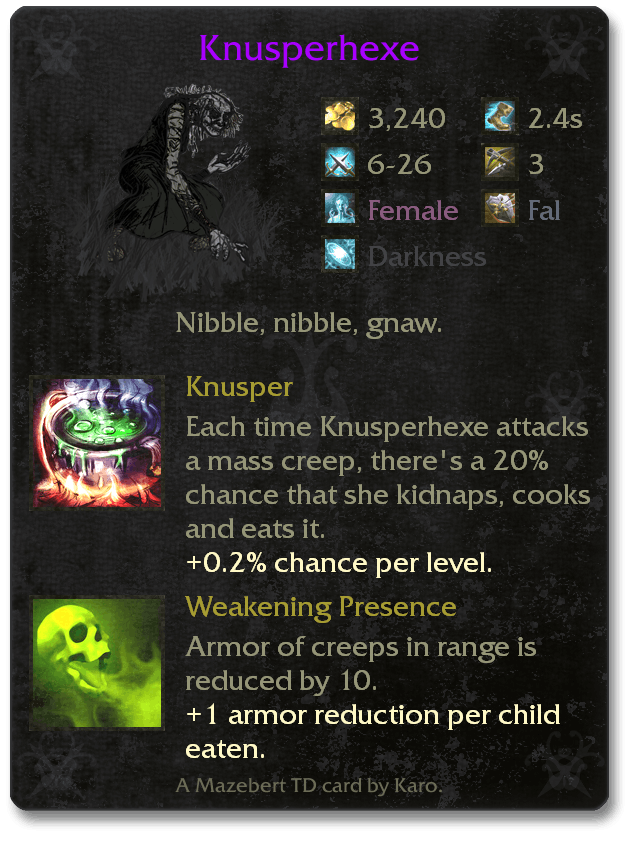 Knusperhexe
3,240 2.4s
6-26 3
Female Fal
Darkness
Nibble, nibble, gnaw.
Knusper
Each time Knusperhexe attacks
a mass creep, there's a 20%
chance that she kidnaps, cooks
and eats it.
+0.2% chance per level.
Weakening Presence
Armor of creeps in range is
reduced by 10.
+1 armor reduction per child
eaten.
A Mazebert TD card by Karo.